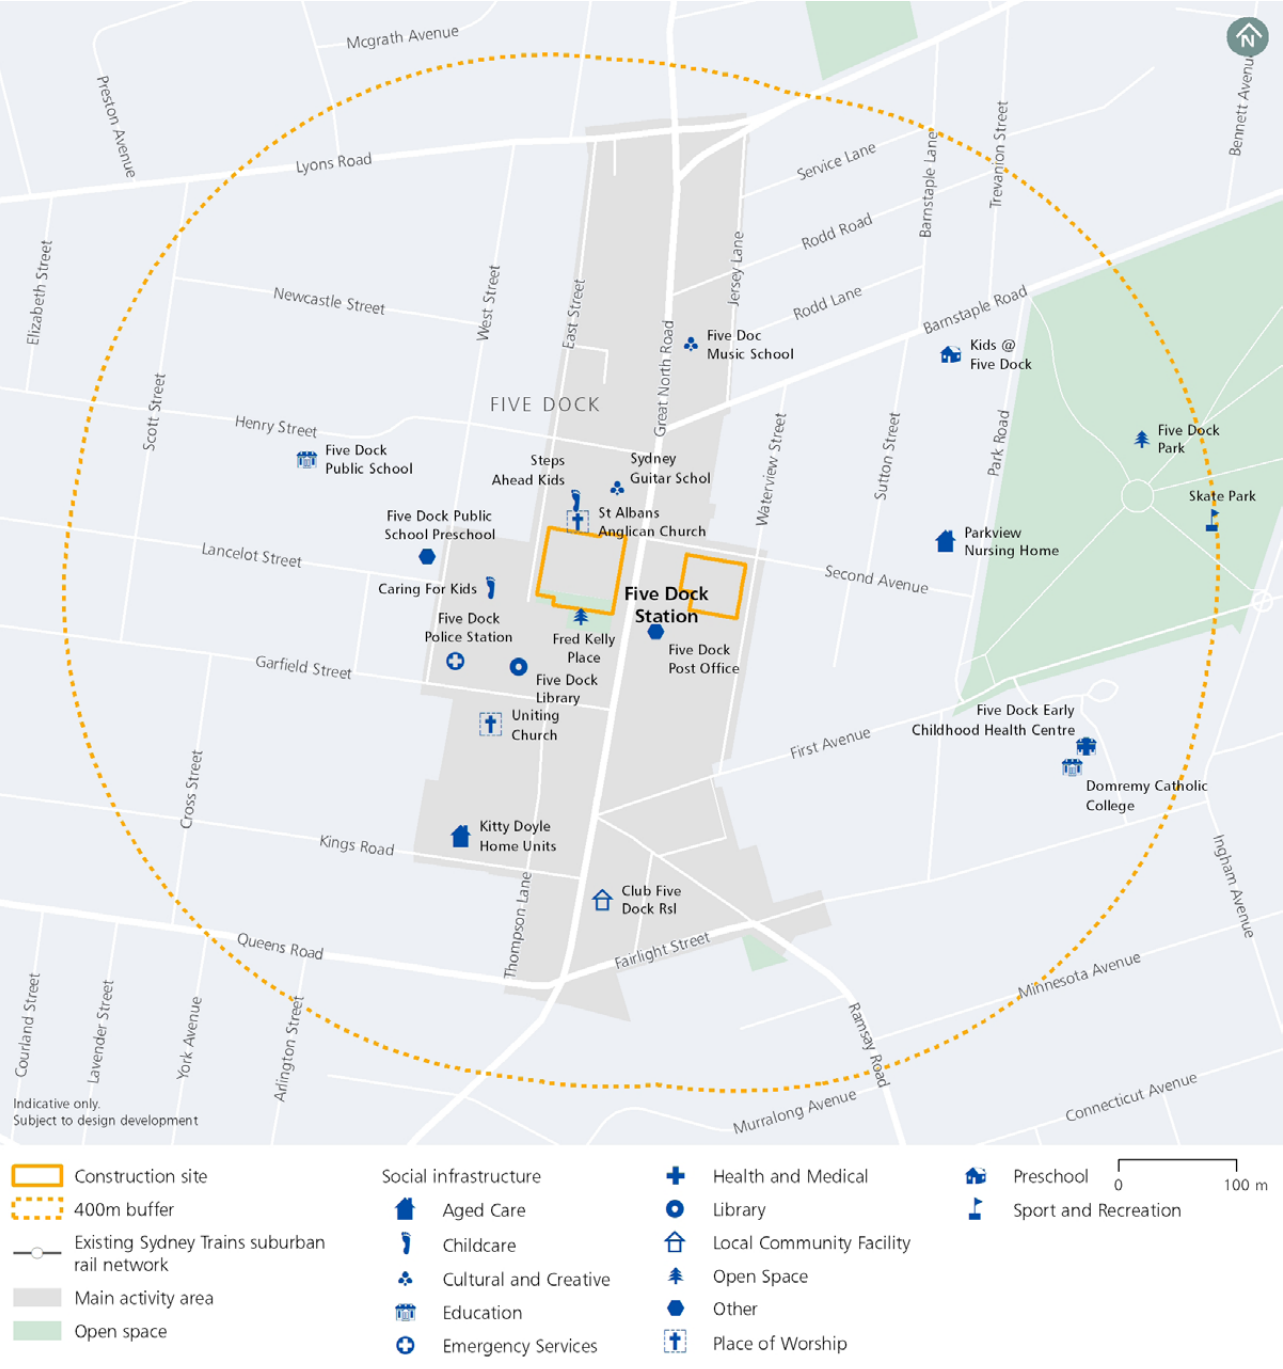 Mcgrath Avenue
N
Preston Avenue
Bennett Avenue
Lyons Road
Service Lane
Barnstaple Lane
Trevanion Street
Rodd Road
Elizabeth Street
Newcastle Street
West Street
East Street
Jersey Lane
Rodd Lane
Barnstaple Road
Great North Road
Five Doc
Music School
Kids @
Five Dock
FIVE DOCK
Scott Street
Henry Street
Five Dock
Public School
Steps
Ahead Kids
Sydney
Guitar Schol
Waterview Street
Sutton Street
Park Road
Five Dock
Park
Skate Park
Five Dock Public
School Preschool
St Albans
Anglican Church
Parkview
Nursing Home
Lancelot Street
Second Avenue
Caring For Kids
Five Dock
Station
Five Dock
Police Station
Fred Kelly
Place
Five Dock
Post Office
Garfield Street
Five Dock
Library
Uniting
Church
First Avenue
Five Dock Early
Childhood Health Centre
Domremy Catholic
College
Cross Street
Kings Road
Kitty Doyle
Home Units
Ingham Avenue
Club Five
Dock Rsl
Thompson Lane
Queens Road
Fairlight Street
Minnesota Avenue
Courland Street
Lavender Street
York Avenue
Arlington Street
Ramsay Road
Murralong Avenue
Connecticut Avenue
Indicative only.
Subject to design development
Construction site
400m buffer
Existing Sydney Trains suburban
rail network
Main activity area
Open space
Social infrastructure
Aged Care
Childcare
Cultural and Creative
Education
Emergency Services
Health and Medical
Library
Local Community Facility
Open Space
Other
Place of Worship
Preschool
Sport and Recreation
0 100 m